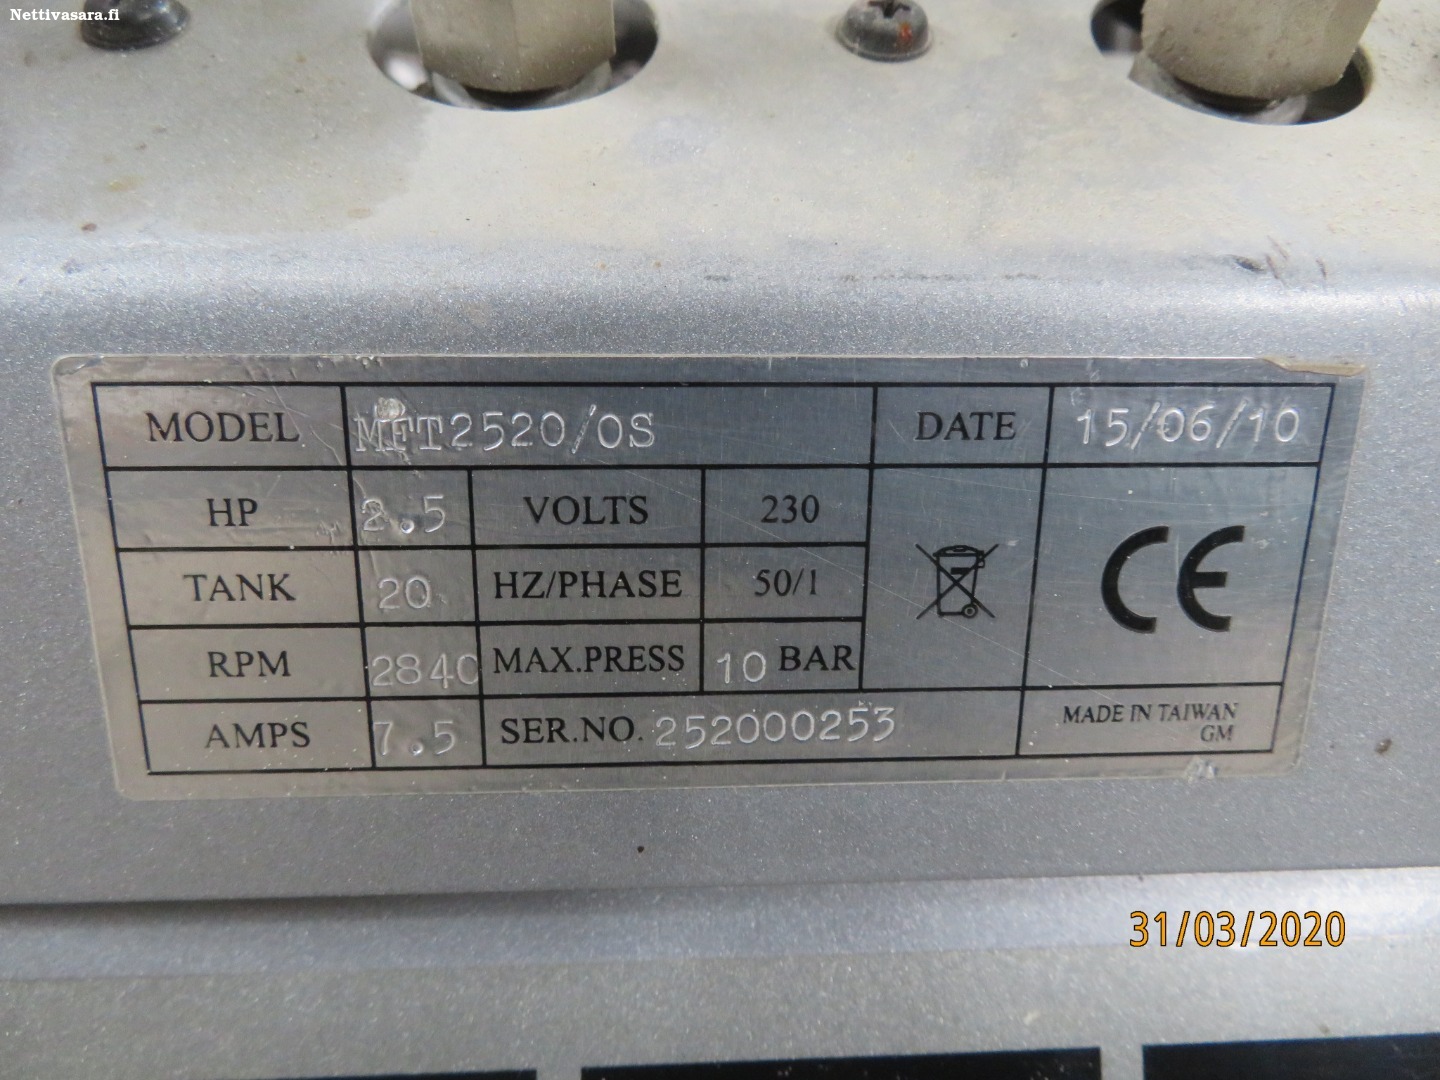 Nettivasara.fi
MODEL MFT2520/OS DATE 15/06/10
HP 2.5 VOLTS 230
TANK 20 HZ/PHASE 50/1
RPM 2840 MAX.PRESS 10 BAR
CE
AMPS 7.5 SER.NO. 252000253
MADE IN TAIWAN
GM
31/03/2020